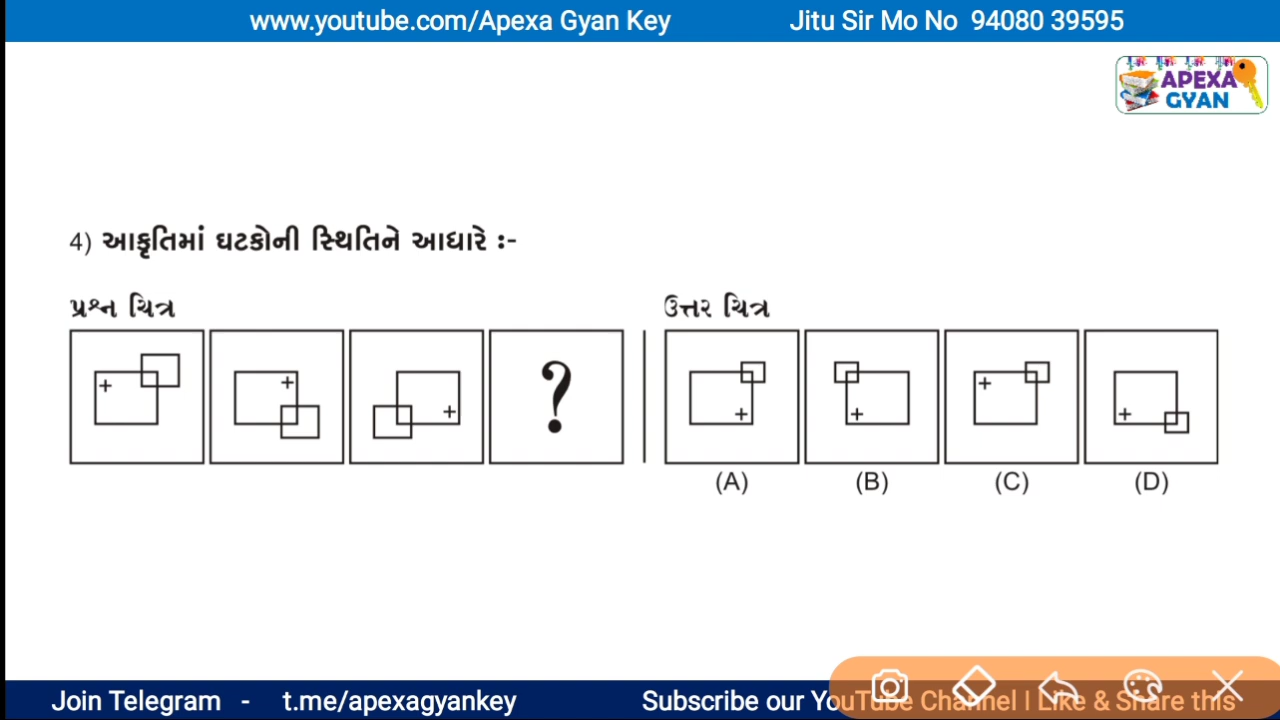 www.youtube.com/Apexa Gyan Key Jitu Sir Mo No 94080 39595
APEXA
GYAN
4) આકૃતિમાં ઘટકોની સ્થિતિને આધારે :-
પ્રશ્ન ચિત્ર ઉત્તર ચિત્ર
?
(A) (B) (C) (D)
Join Telegram - t.me/apexagyankey Subscribe our YouTube Channel | Like & Share this